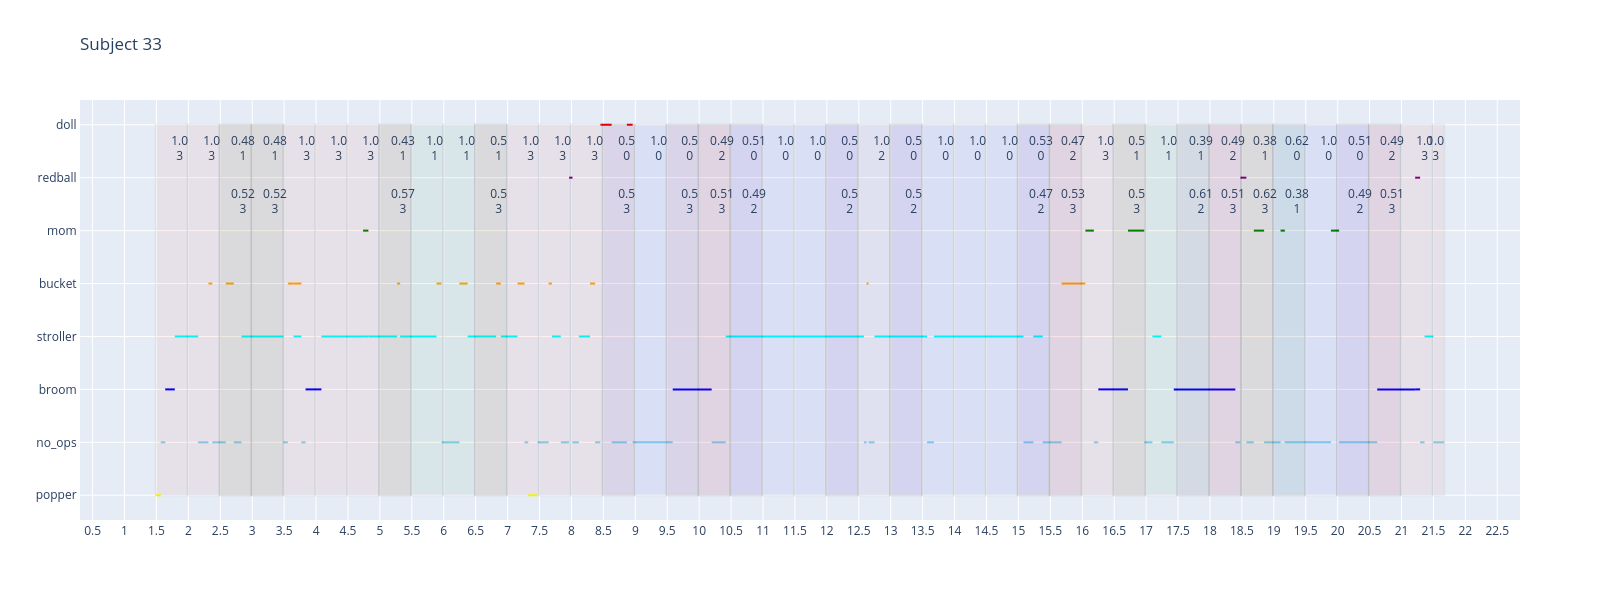 Subject 33
doll
1.0 1.0 0.48 0.48 1.0 1.0 1.0 0.43 1.0 1.0 0.5 1.0 1.0 1.0 0.5 1.0 0.5 0.49 0.51 1.0 1.0 0.5 1.0 0.5 1.0 1.0 1.0 0.53 0.47 1.0 0.5 1.0 0.39 0.49 0.38 0.62 1.0 0.51 0.49 1.0 1.0
3 3 1 1 3 3 3 1 1 1 1 3 3 3 0 0 0 2 0 0 0 0 2 0 0 0 0 0 2 3 1 1 1 2 1 0 0 0 2 3 3
redball
0.52 0.52 0.57 0.5 0.5 0.5 0.51 0.49 0.5 0.5 0.47 0.53 0.5 0.61 0.51 0.62 0.38 0.49 0.51
3 3 3 3 3 3 3 2 2 2 2 3 3 2 3 3 1 2 3
mom
bucket
stroller
broom
no_ops
popper
0.5 1 1.5 2 2.5 3 3.5 4 4.5 5 5.5 6 6.5 7 7.5 8 8.5 9 9.5 10 10.5 11 11.5 12 12.5 13 13.5 14 14.5 15 15.5 16 16.5 17 17.5 18 18.5 19 19.5 20 20.5 21 21.5 22 22.5